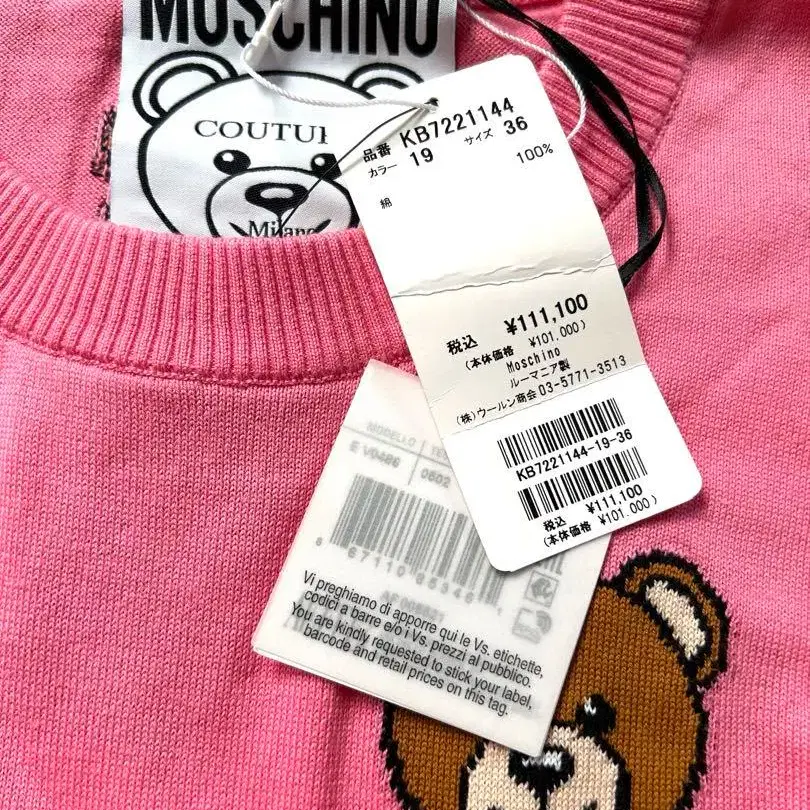 MOSCHINO
COUTU
Milano
品番 KB7221144
カラー 19 サイズ 36
綿 100%
税込 ¥111,100
(本体価格 ¥101.000)
Moschino
ルーマニア製
(株)ウールン商会 03-5771-3513
KB7221144-19-36
税込 ¥111,100
(本体価格 ¥101.000)
MODELLO
E V0486 0502
Vi preghiamo di apporre qui le Vs. etichette,
codici a barre e/o i Vs. prezzi al pubblico.
You are kindly requested to stick your label,
barcode and retail prices on this tag.